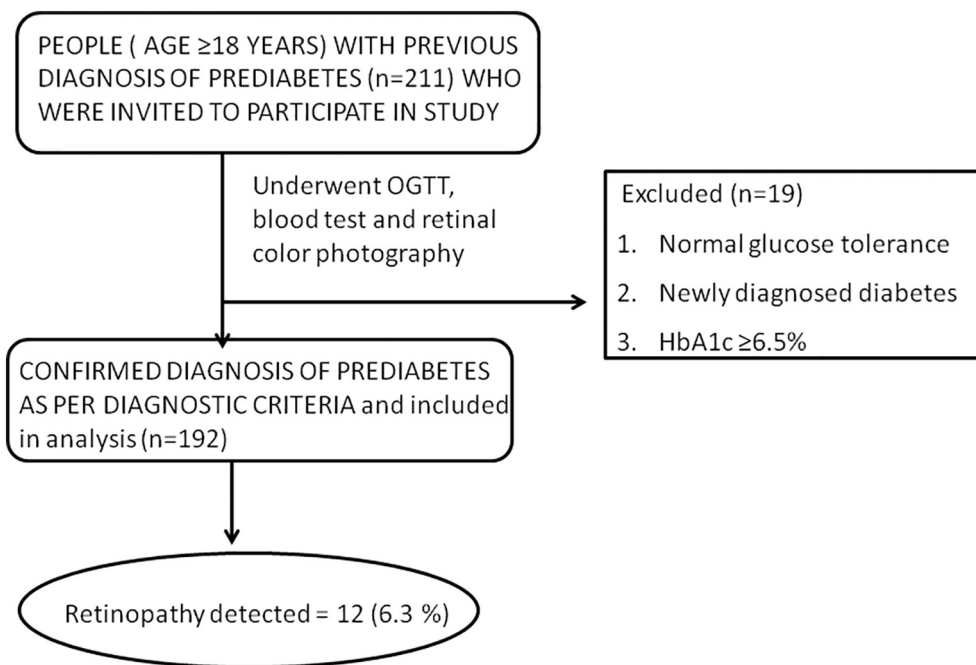 PEOPLE ( AGE ≥18 YEARS) WITH PREVIOUS
DIAGNOSIS OF PREDIABETES (n=211) WHO
WERE INVITED TO PARTICIPATE IN STUDY
Underwent OGTT,
blood test and retinal
color photography
Excluded (n=19)
1. Normal glucose tolerance
2. Newly diagnosed diabetes
3. HbA1c ≥6.5%
CONFIRMED DIAGNOSIS OF PREDIABETES
AS PER DIAGNOSTIC CRITERIA and included
in analysis (n=192)
Retinopathy detected = 12 (6.3 %)